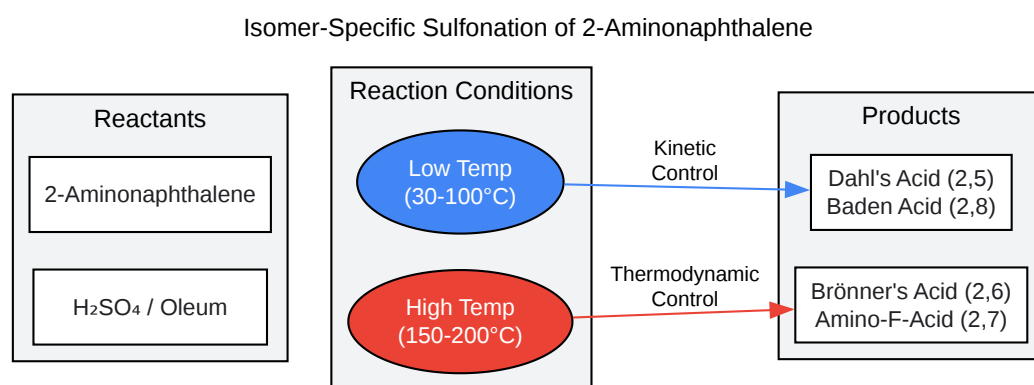 Isomer-Specific Sulfonation of 2-Aminonaphthalene
Reactants
2-Aminonaphthalene
H₂SO₄ / Oleum
Reaction Conditions
Low Temp
(30-100°C)
High Temp
(150-200°C)
Kinetic
Control
Thermodynamic
Control
Products
Dahl's Acid (2,5)
Baden Acid (2,8)
Brönner's Acid (2,6)
Amino-F-Acid (2,7)